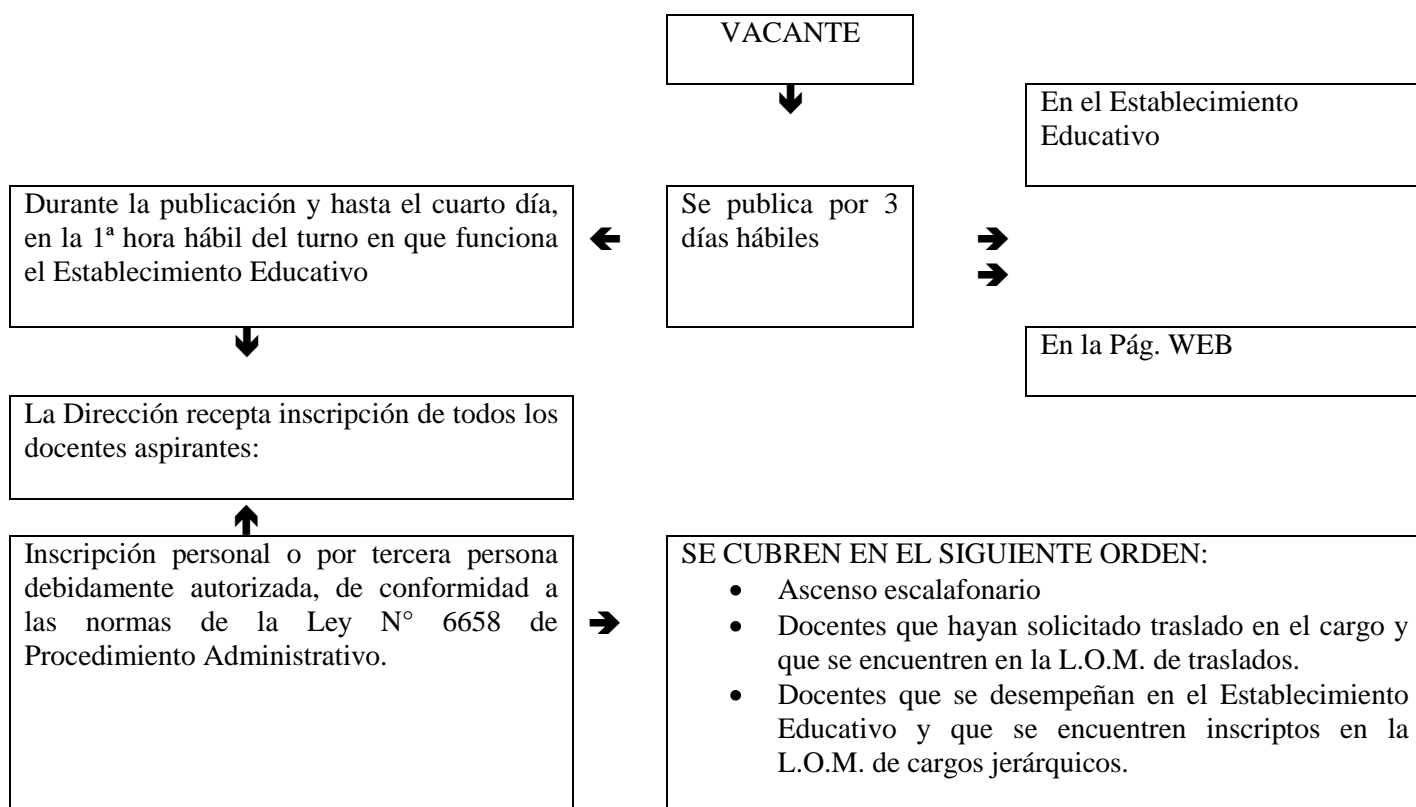 VACANTE
En el Establecimiento
Educativo
Durante la publicación y hasta el cuarto día,
en la 1ª hora hábil del turno en que funciona
el Establecimiento Educativo
Se publica por 3
días hábiles
En la Pág. WEB
La Dirección recepta inscripción de todos los
docentes aspirantes:
Inscripción personal o por tercera persona
debidamente autorizada, de conformidad a
las normas de la Ley N° 6658 de
Procedimiento Administrativo.
SE CUBREN EN EL SIGUIENTE ORDEN:
• Ascenso escalafonario
• Docentes que hayan solicitado traslado en el cargo y
que se encuentren en la L.O.M. de traslados.
• Docentes que se desempeñan en el Establecimiento
Educativo y que se encuentren inscriptos en la
L.O.M. de cargos jerárquicos.